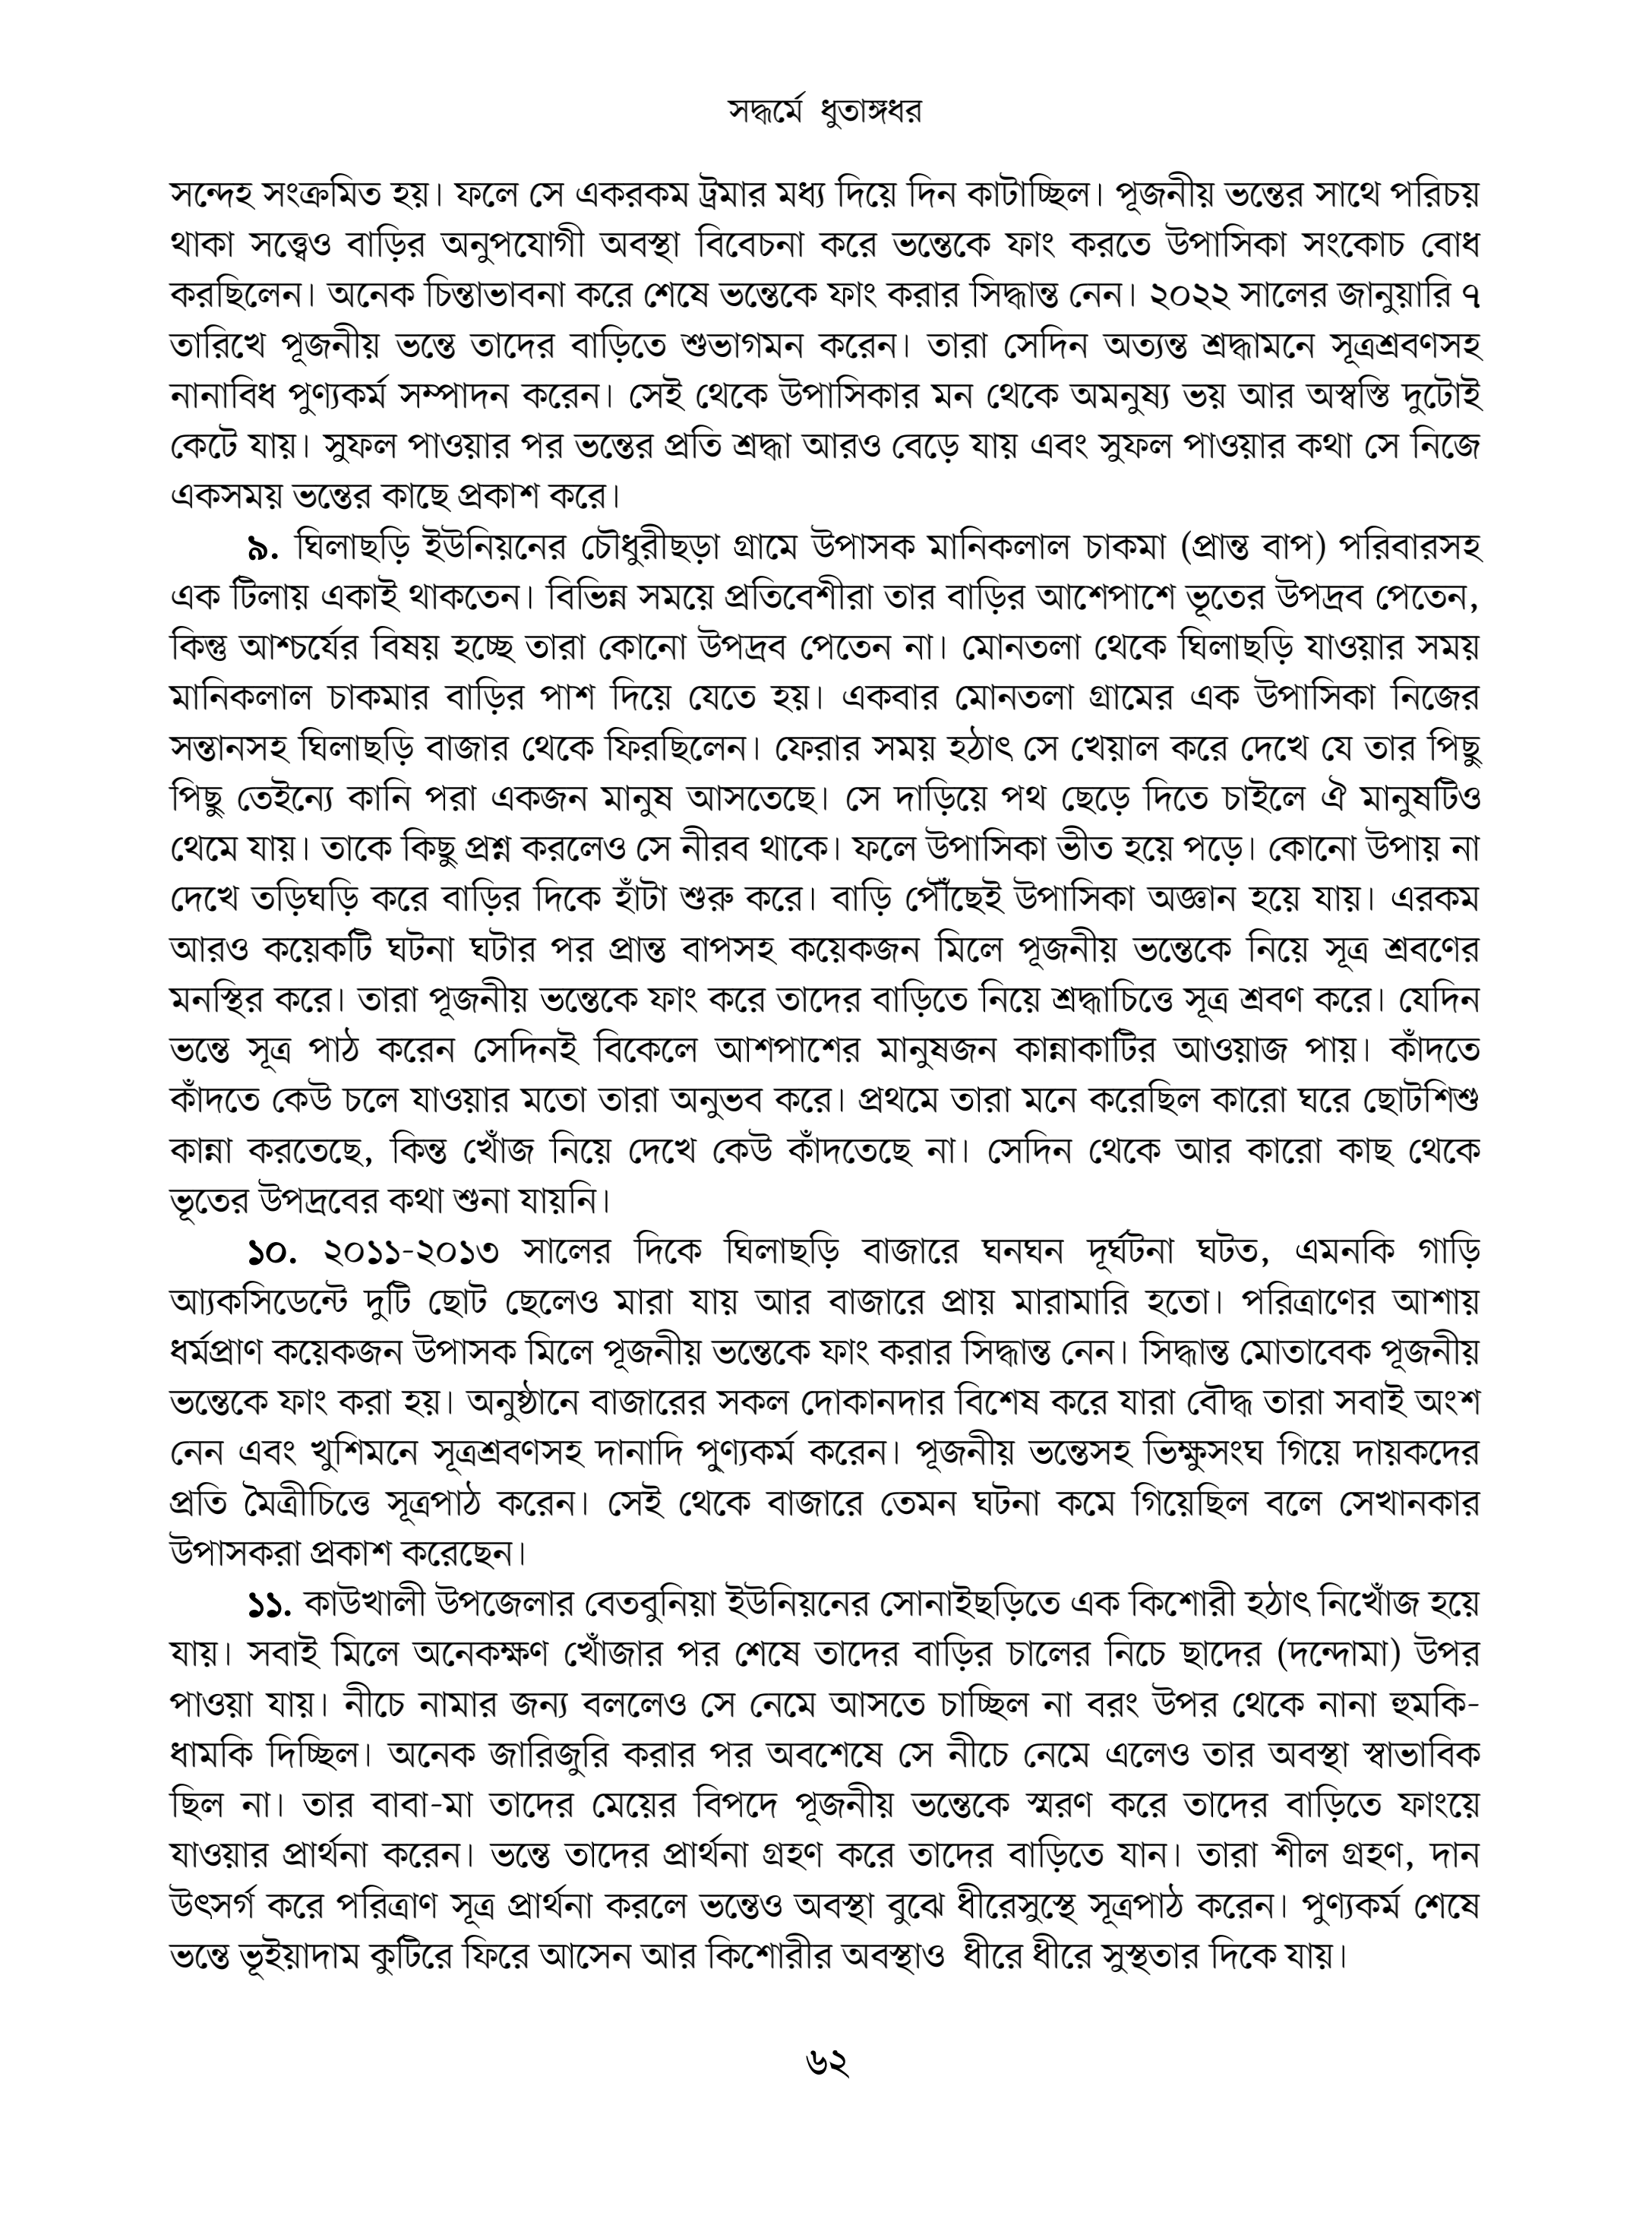 সদ্ধর্মে ধুতাঙ্গধর
সন্দেহ সংক্রমিত হয়। ফলে সে একরকম ট্রমার মধ্য দিয়ে দিন কাটাচ্ছিল। পূজনীয় ভন্তের সাথে পরিচয়
থাকা সত্ত্বেও বাড়ির অনুপযোগী অবস্থা বিবেচনা করে ভন্তেকে ফাং করতে উপাসিকা সংকোচ বোধ
করছিলেন। অনেক চিন্তাভাবনা করে শেষে ভন্তেকে ফাং করার সিদ্ধান্ত নেন। ২০২২ সালের জানুয়ারি ৭
তারিখে পূজনীয় ভন্তে তাদের বাড়িতে শুভাগমন করেন। তারা সেদিন অত্যন্ত শ্রদ্ধামনে সূত্রশ্রবণসহ
নানাবিধ পুণ্যকর্ম সম্পাদন করেন। সেই থেকে উপাসিকার মন থেকে অমনুষ্য ভয় আর অস্বস্তি দুটোই
কেটে যায়। সুফল পাওয়ার পর ভন্তের প্রতি শ্রদ্ধা আরও বেড়ে যায় এবং সুফল পাওয়ার কথা সে নিজে
একসময় ভন্তের কাছে প্রকাশ করে।
৯. ঘিলাছড়ি ইউনিয়নের চৌধুরীছড়া গ্রামে উপাসক মানিকলাল চাকমা (প্রান্ত বাপ) পরিবারসহ
এক টিলায় একাই থাকতেন। বিভিন্ন সময়ে প্রতিবেশীরা তার বাড়ির আশেপাশে ভূতের উপদ্রব পেতেন,
কিন্তু আশ্চর্যের বিষয় হচ্ছে তারা কোনো উপদ্রব পেতেন না। মোনতলা থেকে ঘিলাছড়ি যাওয়ার সময়
মানিকলাল চাকমার বাড়ির পাশ দিয়ে যেতে হয়। একবার মোনতলা গ্রামের এক উপাসিকা নিজের
সন্তানসহ ঘিলাছড়ি বাজার থেকে ফিরছিলেন। ফেরার সময় হঠাৎ সে খেয়াল করে দেখে যে তার পিছু
পিছু তেইন্যে কানি পরা একজন মানুষ আসতেছে। সে দাড়িয়ে পথ ছেড়ে দিতে চাইলে ঐ মানুষটিও
থেমে যায়। তাকে কিছু প্রশ্ন করলেও সে নীরব থাকে। ফলে উপাসিকা ভীত হয়ে পড়ে। কোনো উপায় না
দেখে তড়িঘড়ি করে বাড়ির দিকে হাঁটা শুরু করে। বাড়ি পৌঁছেই উপাসিকা অজ্ঞান হয়ে যায়। এরকম
আরও কয়েকটি ঘটনা ঘটার পর প্রান্ত বাপসহ কয়েকজন মিলে পূজনীয় ভন্তেকে নিয়ে সূত্র শ্রবণের
মনস্থির করে। তারা পূজনীয় ভন্তেকে ফাং করে তাদের বাড়িতে নিয়ে শ্রদ্ধাচিত্তে সূত্র শ্রবণ করে। যেদিন
ভন্তে সূত্র পাঠ করেন সেদিনই বিকেলে আশপাশের মানুষজন কান্নাকাটির আওয়াজ পায়। কাঁদতে
কাঁদতে কেউ চলে যাওয়ার মতো তারা অনুভব করে। প্রথমে তারা মনে করেছিল কারো ঘরে ছোটশিশু
কান্না করতেছে, কিন্ত খোঁজ নিয়ে দেখে কেউ কাঁদতেছে না। সেদিন থেকে আর কারো কাছ থেকে
ভূতের উপদ্রবের কথা শুনা যায়নি।
১০. ২০১১-২০১৩ সালের দিকে ঘিলাছড়ি বাজারে ঘনঘন দূর্ঘটনা ঘটত, এমনকি গাড়ি
আ্যকসিডেন্টে দুটি ছোট ছেলেও মারা যায় আর বাজারে প্রায় মারামারি হতো। পরিত্রাণের আশায়
ধর্মপ্রাণ কয়েকজন উপাসক মিলে পূজনীয় ভন্তেকে ফাং করার সিদ্ধান্ত নেন। সিদ্ধান্ত মোতাবেক পূজনীয়
ভন্তেকে ফাং করা হয়। অনুষ্ঠানে বাজারের সকল দোকানদার বিশেষ করে যারা বৌদ্ধ তারা সবাই অংশ
নেন এবং খুশিমনে সূত্রশ্রবণসহ দানাদি পুণ্যকর্ম করেন। পূজনীয় ভন্তেসহ ভিক্ষুসংঘ গিয়ে দায়কদের
প্রতি মৈত্রীচিত্তে সূত্রপাঠ করেন। সেই থেকে বাজারে তেমন ঘটনা কমে গিয়েছিল বলে সেখানকার
উপাসকরা প্রকাশ করেছেন।
১১. কাউখালী উপজেলার বেতবুনিয়া ইউনিয়নের সোনাইছড়িতে এক কিশোরী হঠাৎ নিখোঁজ হয়ে
যায়। সবাই মিলে অনেকক্ষণ খোঁজার পর শেষে তাদের বাড়ির চালের নিচে ছাদের (দন্দোমা) উপর
পাওয়া যায়। নীচে নামার জন্য বললেও সে নেমে আসতে চাচ্ছিল না বরং উপর থেকে নানা হুমকি-
ধামকি দিচ্ছিল। অনেক জারিজুরি করার পর অবশেষে সে নীচে নেমে এলেও তার অবস্থা স্বাভাবিক
ছিল না। তার বাবা-মা তাদের মেয়ের বিপদে পূজনীয় ভন্তেকে স্মরণ করে তাদের বাড়িতে ফাংয়ে
যাওয়ার প্রার্থনা করেন। ভন্তে তাদের প্রার্থনা গ্রহণ করে তাদের বাড়িতে যান। তারা শীল গ্রহণ, দান
উৎসর্গ করে পরিত্রাণ সূত্র প্রার্থনা করলে ভন্তেও অবস্থা বুঝে ধীরেসুস্থে সূত্রপাঠ করেন। পুণ্যকর্ম শেষে
ভন্তে ভূইয়াদাম কুটিরে ফিরে আসেন আর কিশোরীর অবস্থাও ধীরে ধীরে সুস্থতার দিকে যায়।
৬২